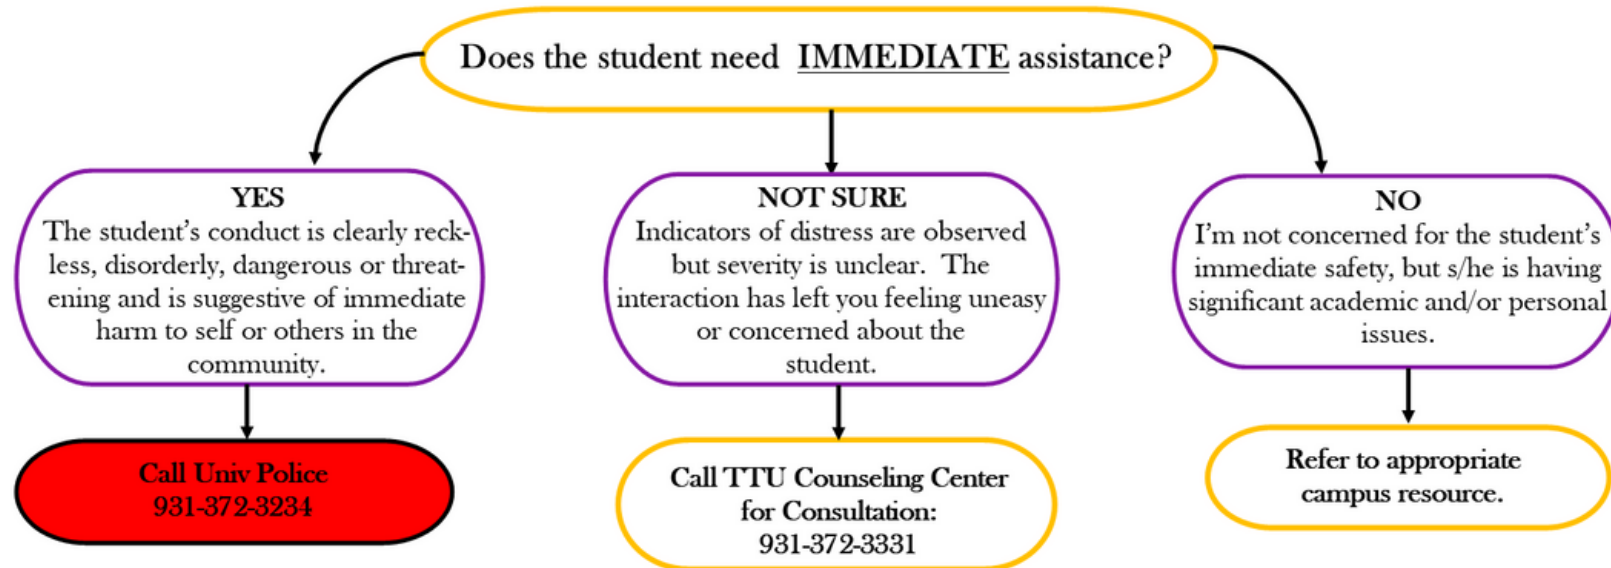 Does the student need IMMEDIATE assistance?
YES
The student's conduct is clearly reck-
less, disorderly, dangerous or threat-
ening and is suggestive of immediate
harm to self or others in the
community.
Call Univ Police
931-372-3234
NOT SURE
Indicators of distress are observed
but severity is unclear.  The
interaction has left you feeling uneasy
or concerned about the
student.
Call TTU Counseling Center
for Consultation:
931-372-3331
NO
I'm not concerned for the student's
immediate safety, but s/he is having
significant academic and/or personal
issues.
Refer to appropriate
campus resource.